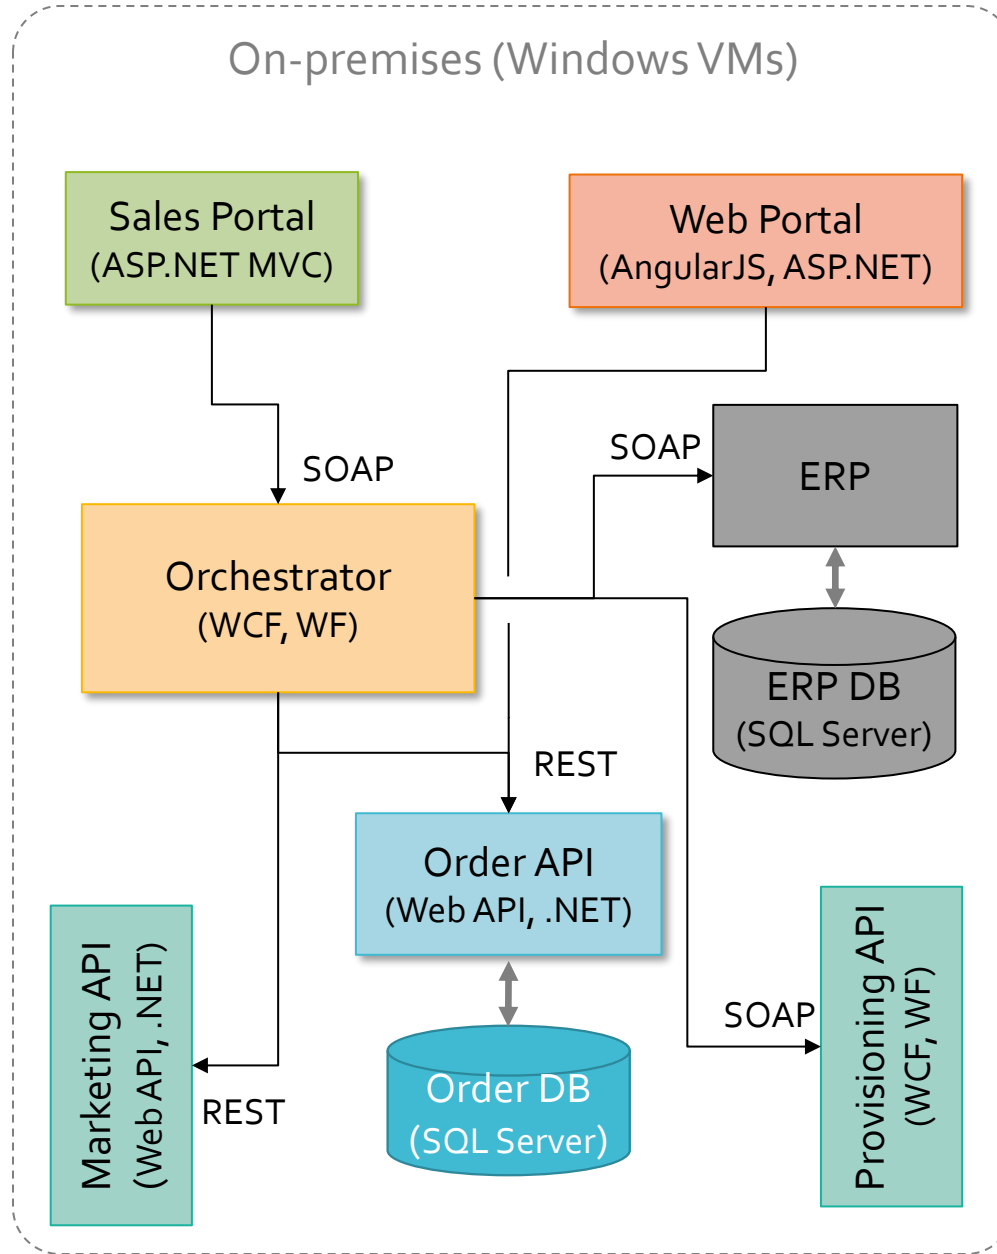 On-premises (Windows VMs)
Sales Portal
(ASP.NET MVC)
Web Portal
(AngularJS, ASP.NET)
SOAP
SOAP
ERP
Orchestrator
(WCF, WF)
ERP DB
(SQL Server)
REST
Order API
(Web API, .NET)
Marketing API
(Web API, .NET)
REST
Order DB
(SQL Server)
SOAP
Provisioning API
(WCF, WF)